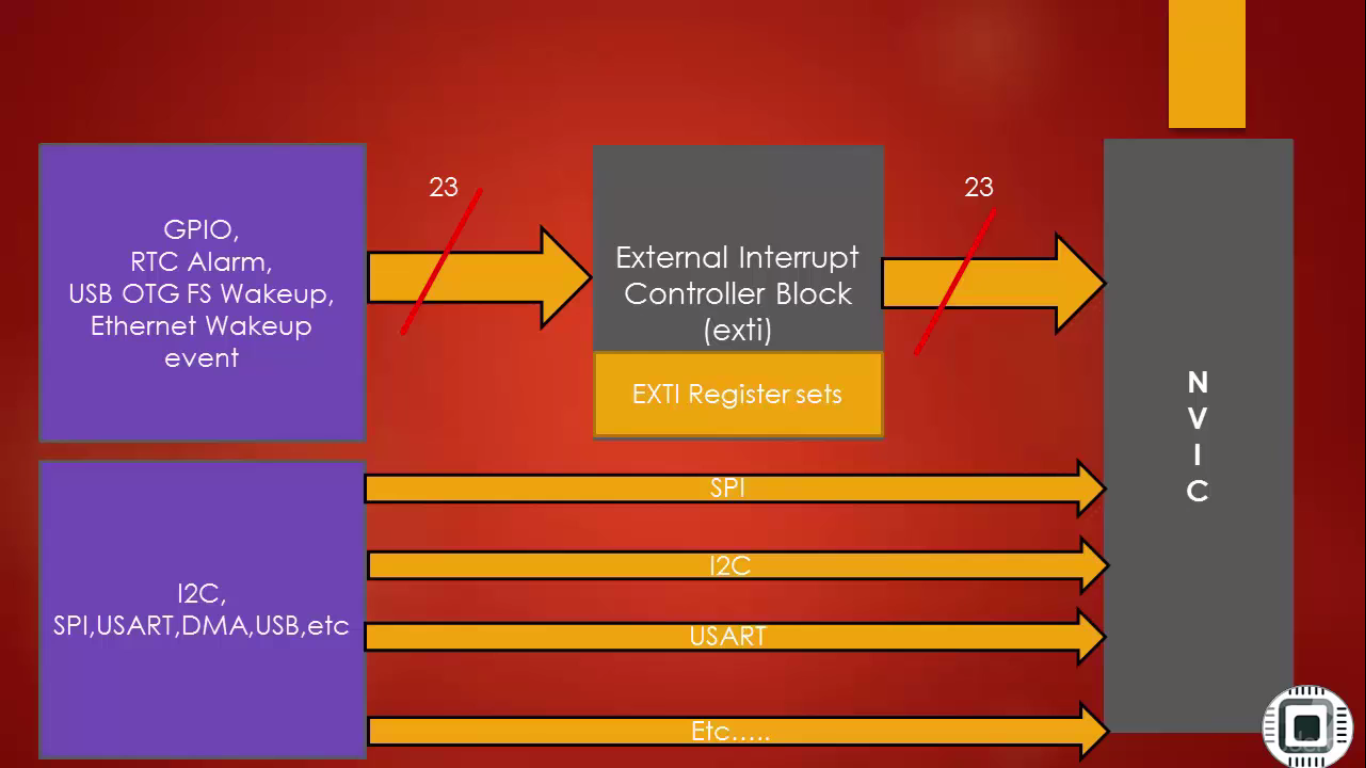 GPIO,
RTC Alarm,
USB OTG FS Wakeup,
Ethernet Wakeup
event
23
External Interrupt
Controller Block
(exti)
EXTI Register sets
23
N
V
I
C
I2C,
SPI,USART,DMA,USB,etc
SPI
I2C
USART
Etc.....